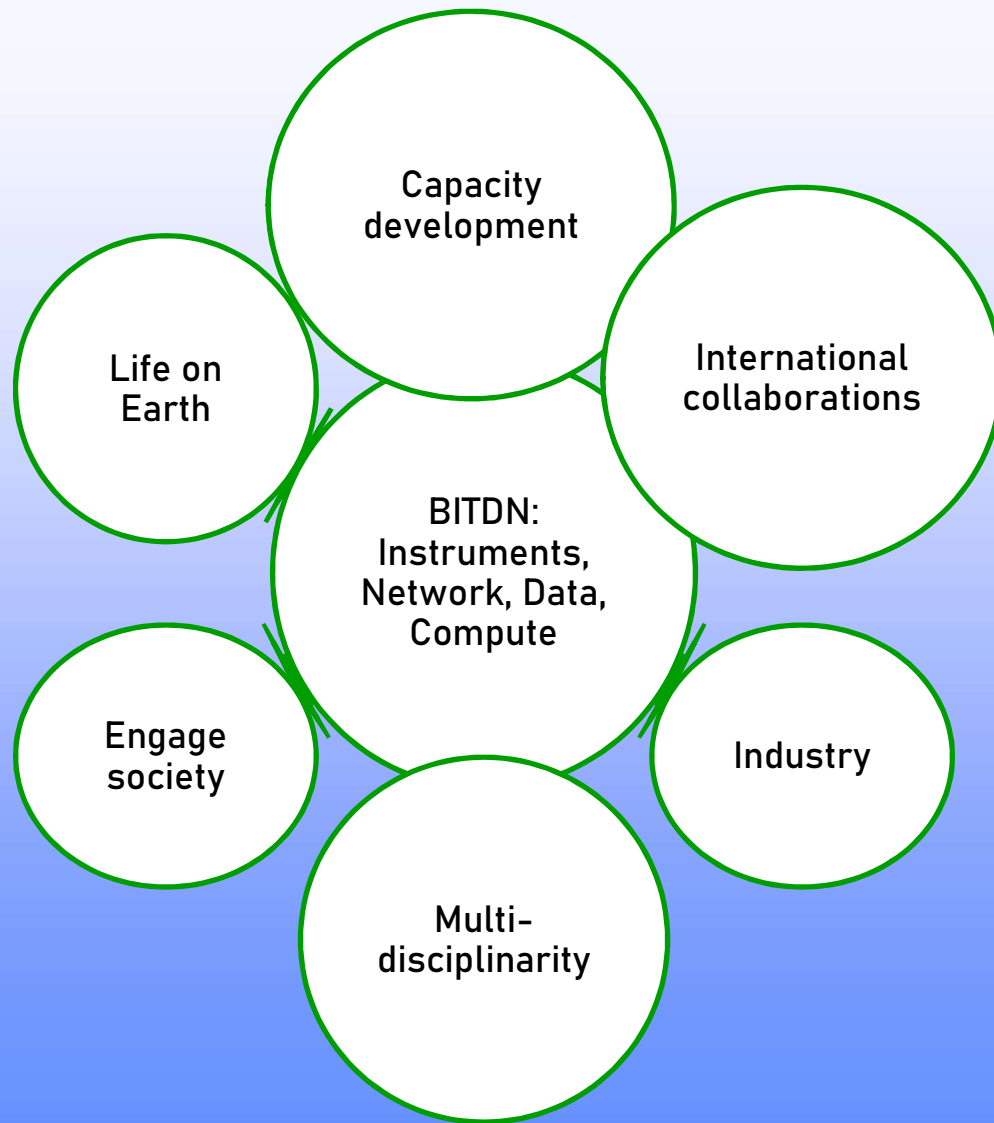 Capacity
development
Life on
Earth
International
collaborations
BITDN:
Instruments,
Network, Data,
Compute
Engage
society
Industry
Multi-
disciplinarity